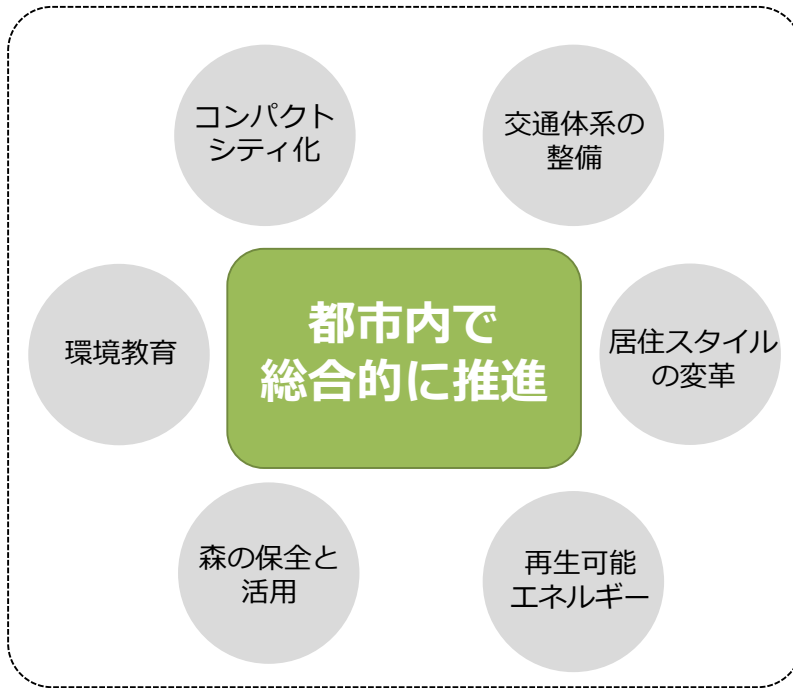 コンパクト
シティ化
交通体系の
整備
環境教育
都市内で
総合的に推進
居住スタイル
の変革
森の保全と
活用
再生可能
エネルギー